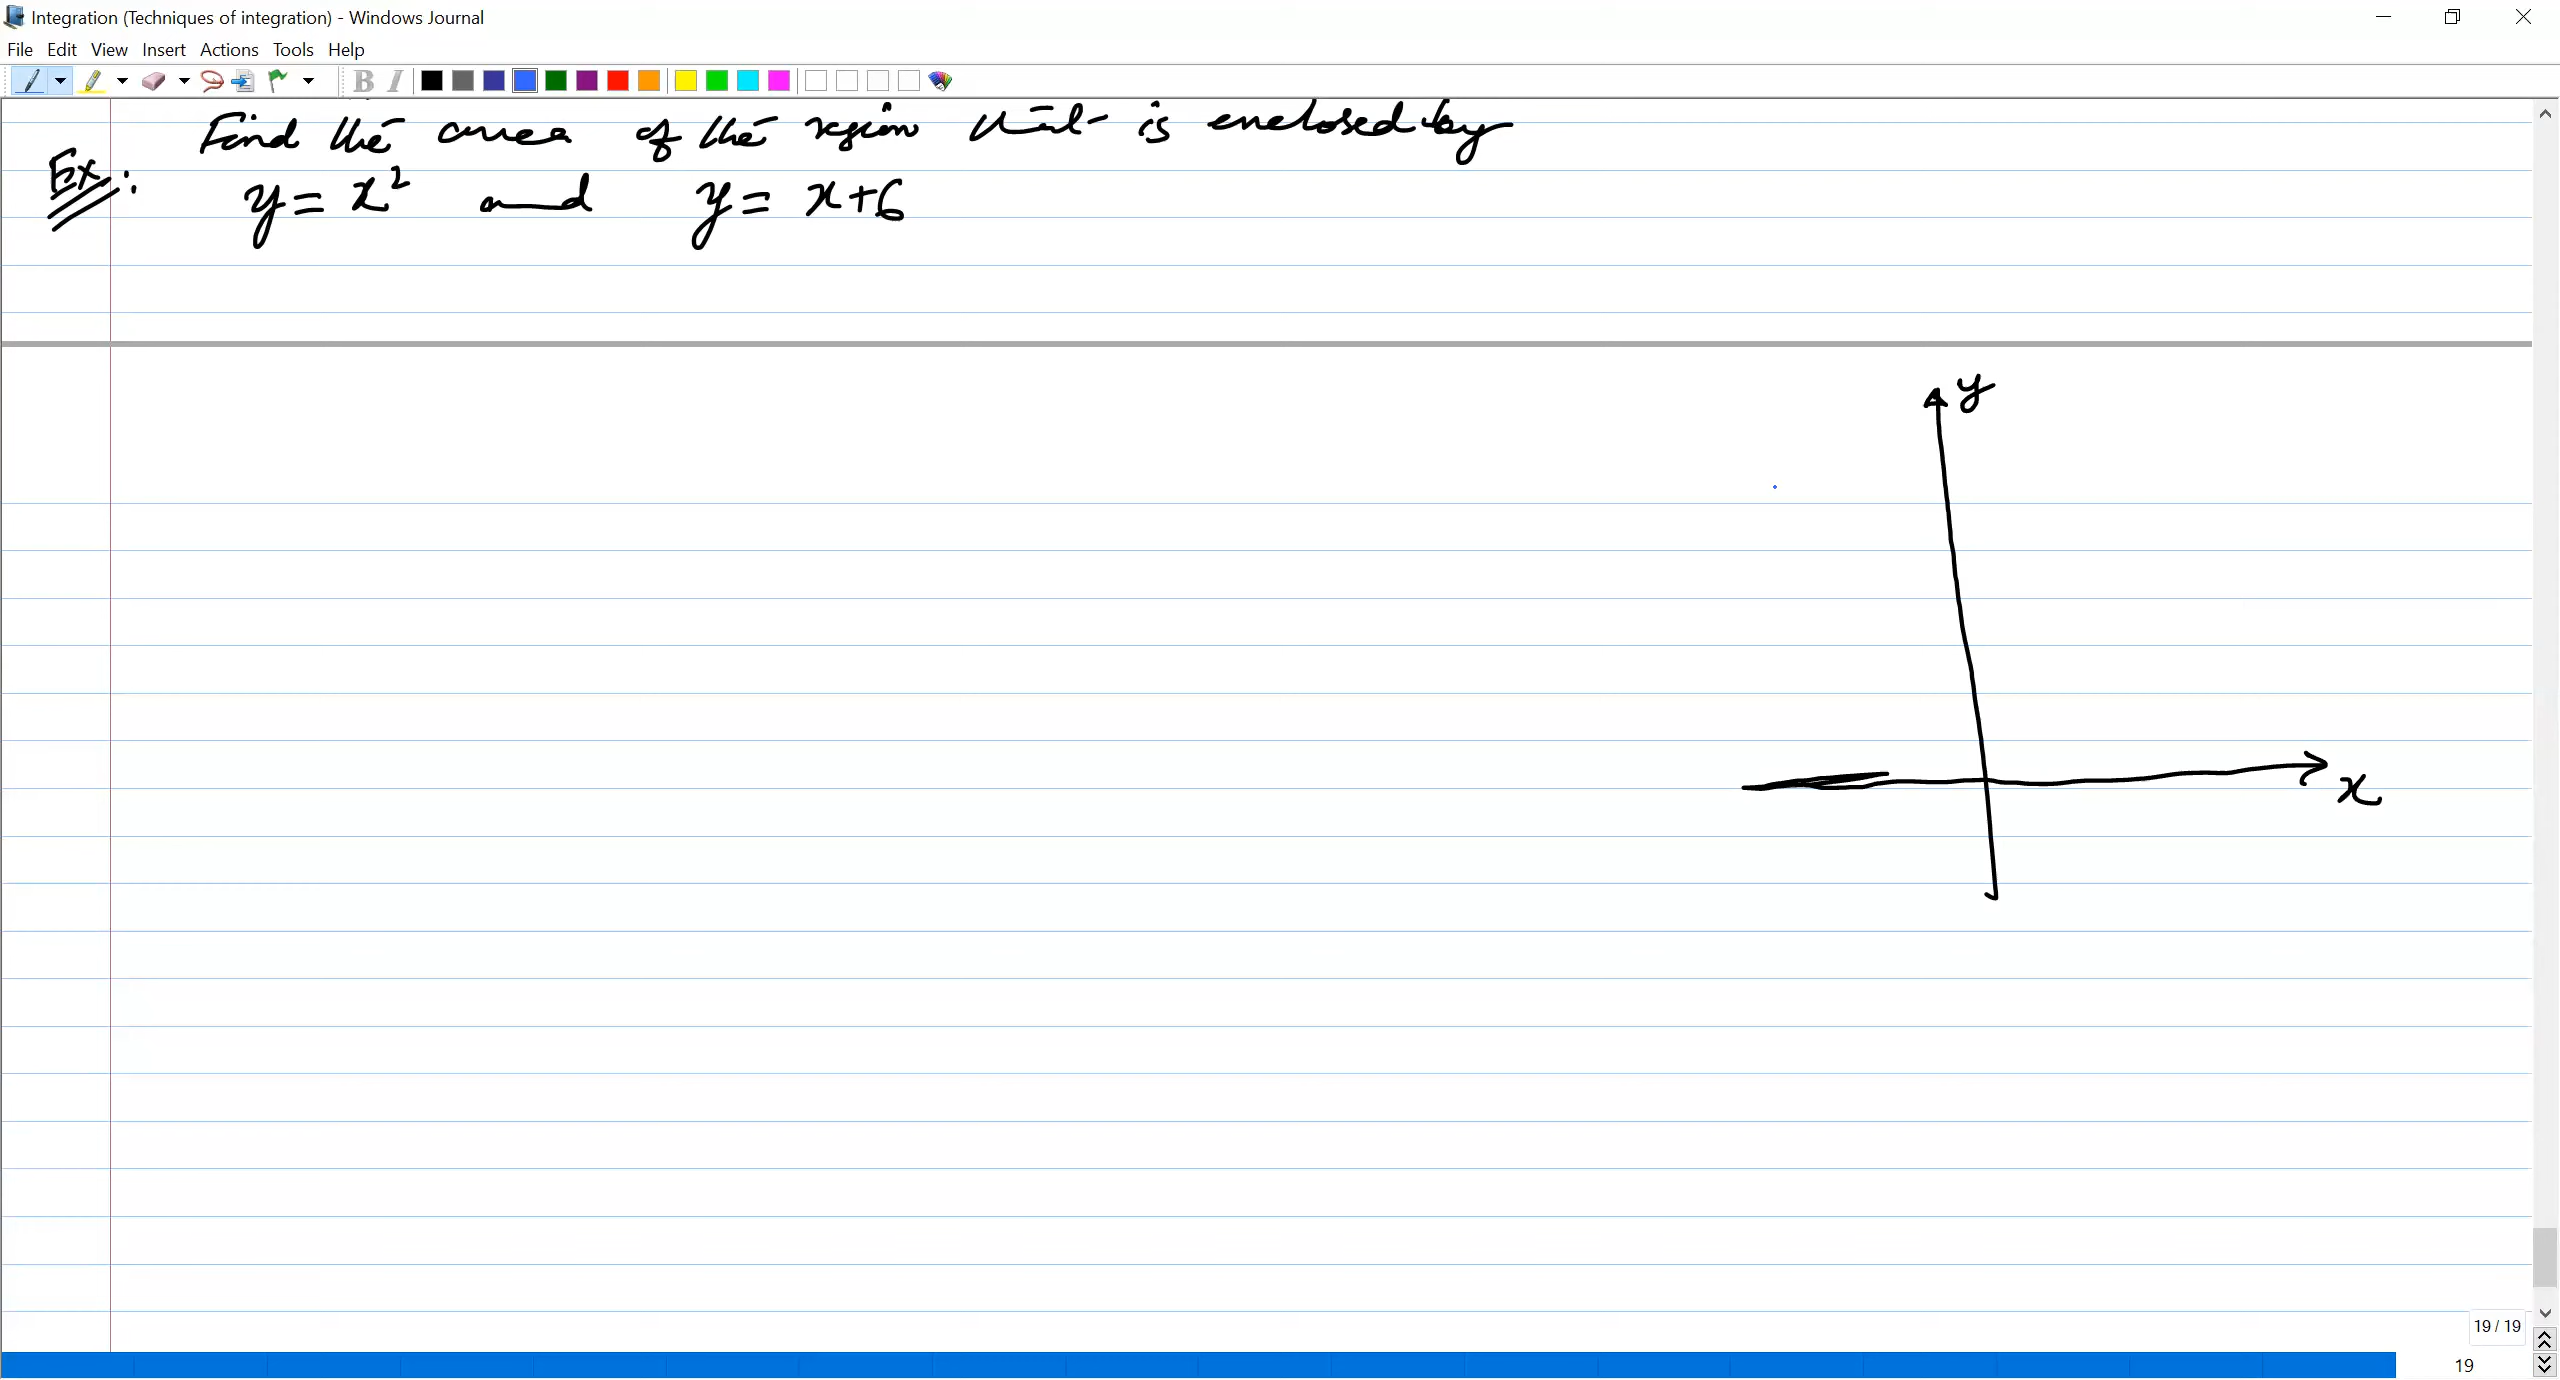 Integration (Techniques of integration) - Windows Journal
File Edit View Insert Actions Tools Help
B I
Find the area of the region that is enclosed by
Ex:
y = x² and y = x+6
y
x
19 / 19
19